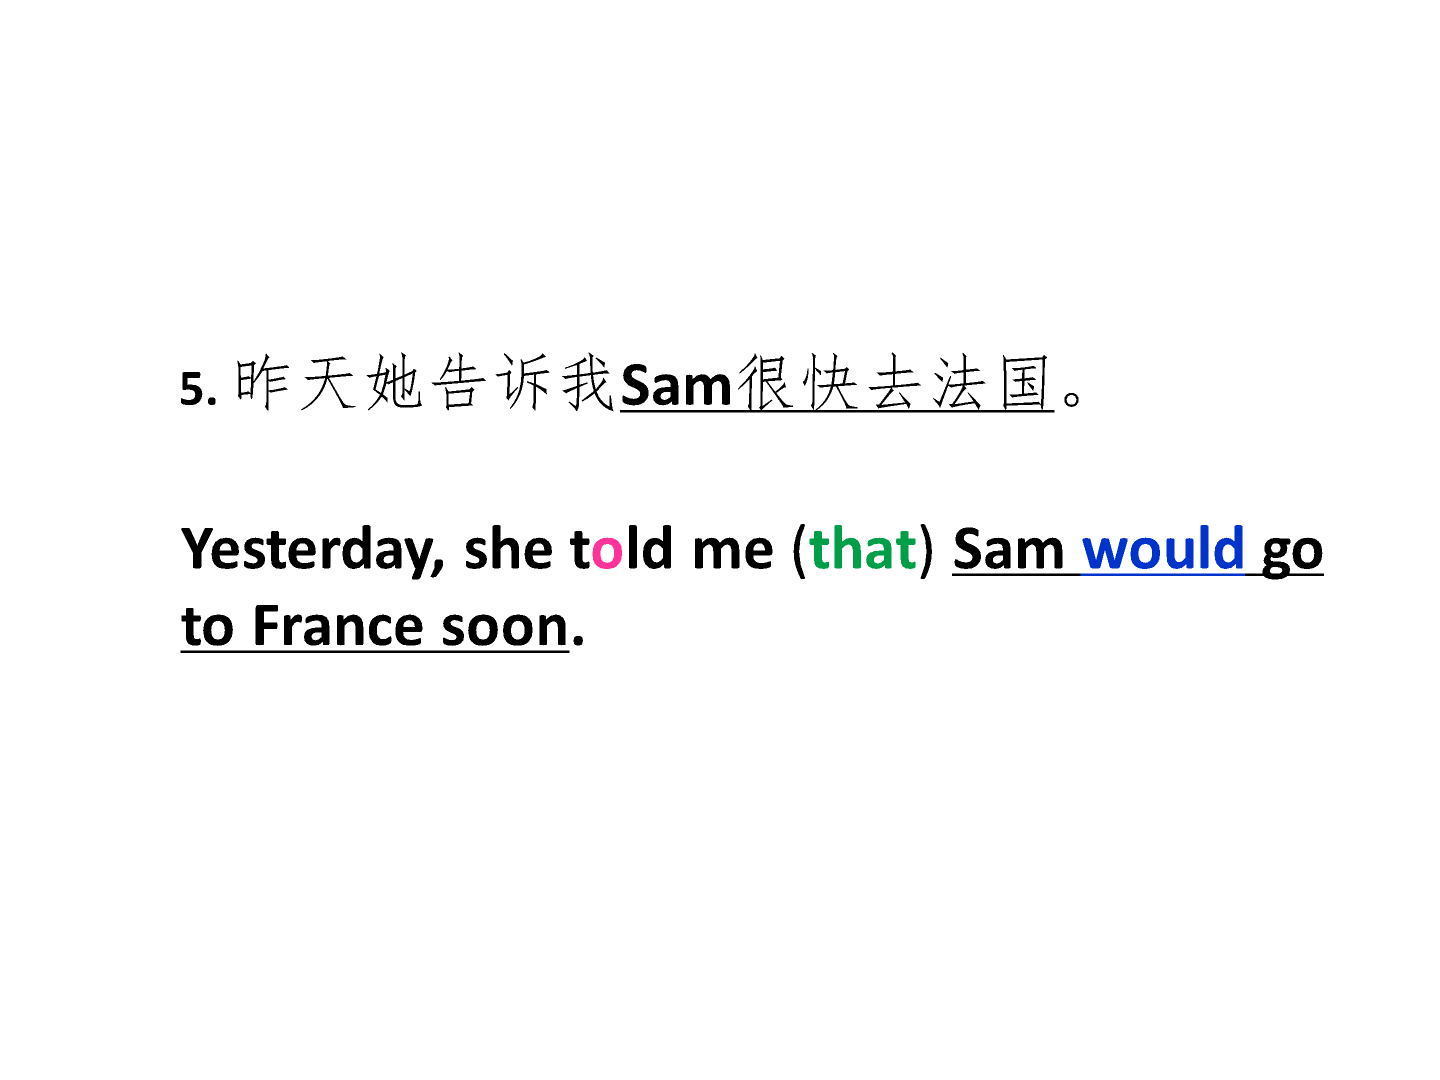 5. 昨天她告诉我Sam很快去法国。
Yesterday, she told me (that) Sam would go
to France soon.